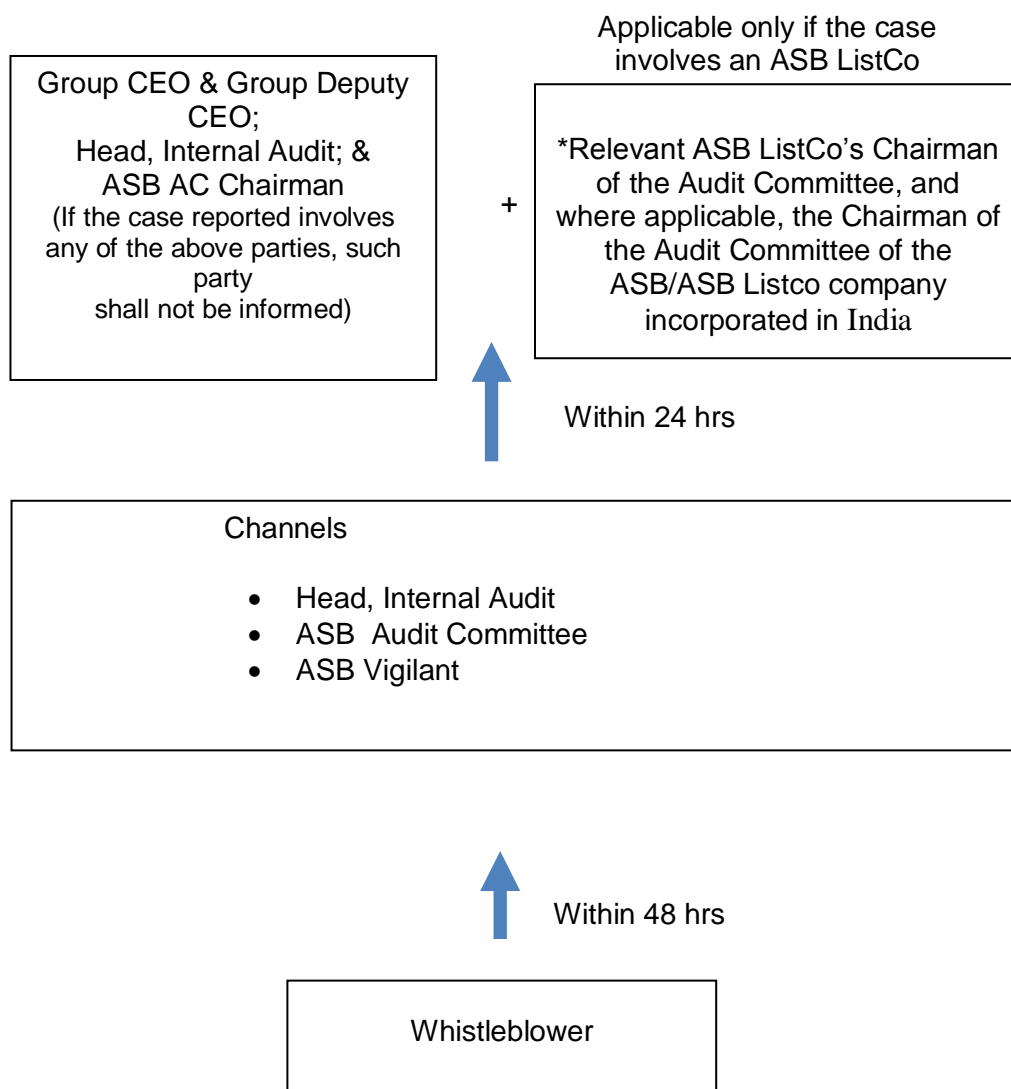 Applicable only if the case
involves an ASB ListCo
Group CEO & Group Deputy
CEO;
Head, Internal Audit; &
ASB AC Chairman
(If the case reported involves
any of the above parties, such
party
shall not be informed)
+
*Relevant ASB ListCo’s Chairman
of the Audit Committee, and
where applicable, the Chairman of
the Audit Committee of the
ASB/ASB Listco company
incorporated in India
Within 24 hrs
Channels
• Head, Internal Audit
• ASB Audit Committee
• ASB Vigilant
Within 48 hrs
Whistleblower